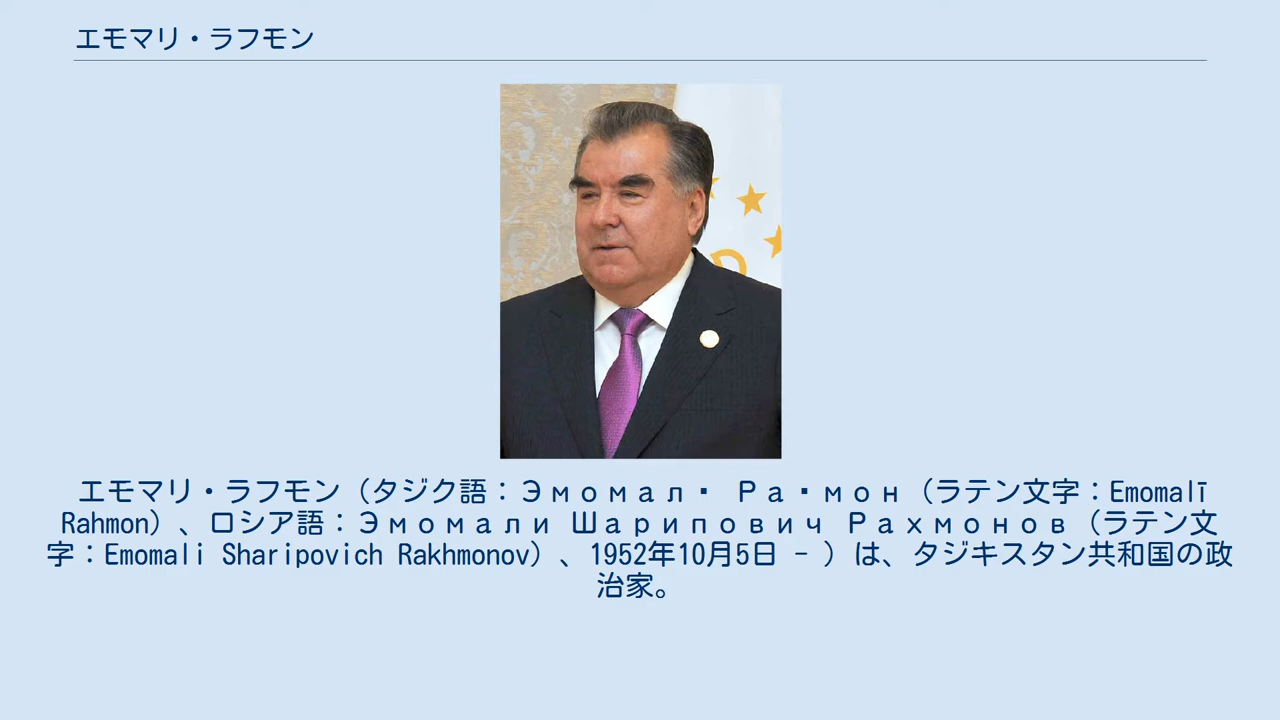 エモマリ・ラフモン
エモマリ・ラフモン（タジク語：Эмомал･ Ра･мон（ラテン文字：Emomalī
Rahmon）、ロシア語：Эмомали Шарипович Рахмонов（ラテン文
字：Emomali Sharipovich Rakhmonov）、1952年10月5日 - ）は、タジキスタン共和国の政
治家。